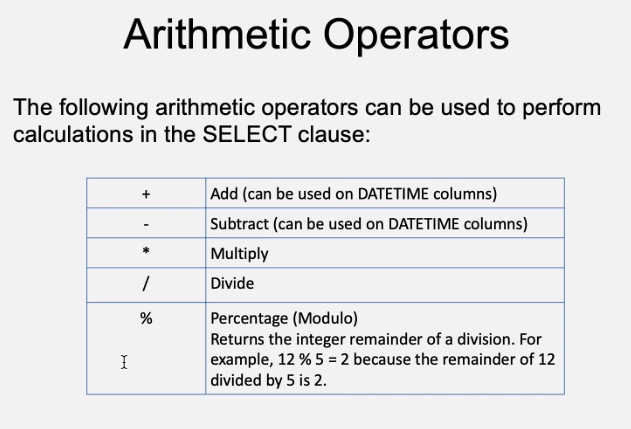 Arithmetic Operators
The following arithmetic operators can be used to perform
calculations in the SELECT clause:
+ Add (can be used on DATETIME columns)
- Subtract (can be used on DATETIME columns)
* Multiply
/ Divide
% Percentage (Modulo)
Returns the integer remainder of a division. For
example, 12 % 5 = 2 because the remainder of 12
divided by 5 is 2.